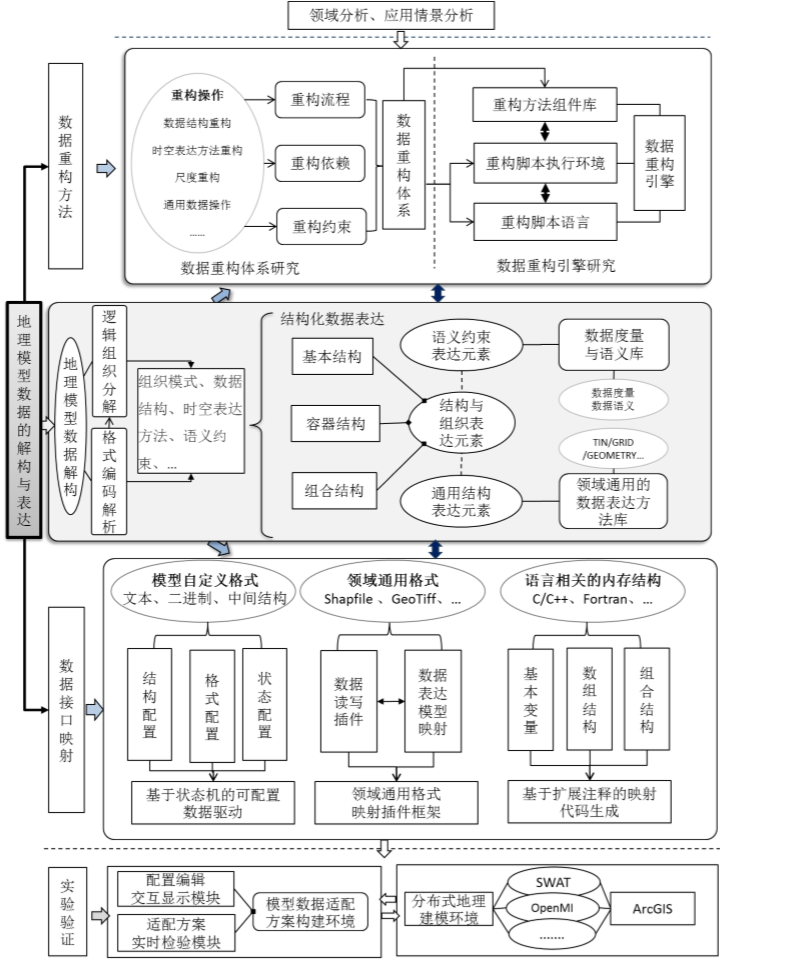 领域分析、应用情景分析
数据重构方法
重构操作
数据结构重构
时空表达方法重构
尺度重构
通用数据操作
……
重构流程
重构依赖
重构约束
数据重构体系
数据重构体系研究
重构方法组件库
重构脚本执行环境
重构脚本语言
数据
重构
引擎
数据重构引擎研究
地理模型数据的解构与表达
地理模型数据解构
逻辑组织分解
格式编码解析
组织模式、数据
结构、时空表达
方法、语义约
束、…
结构化数据表达
基本结构
容器结构
组合结构
语义约束
表达元素
结构与
组织表
达元素
通用结构
表达元素
数据度量
与语义库
数据度量
数据语义
TIN/GRID
/GEOMETRY…
领域通用的
数据表达方
法库
数据接口映射
模型自定义格式
文本、二进制、中间结构
结构配置
格式配置
状态配置
基于状态机的可配置
数据驱动
领域通用格式
Shapfile 、GeoTiff、…
数据
读写
插件
数据
表达
模型
映射
领域通用格式
映射插件框架
语言相关的内存结构
C/C++、Fortran、…
基本变量
数组结构
组合结构
基于扩展注释的映射
代码生成
实验验证
配置编辑
交互显示模块
适配方案
实时检验模块
模型数据适配
方案构建环境
分布式地理
建模环境
SWAT
OpenMI
.......
ArcGIS